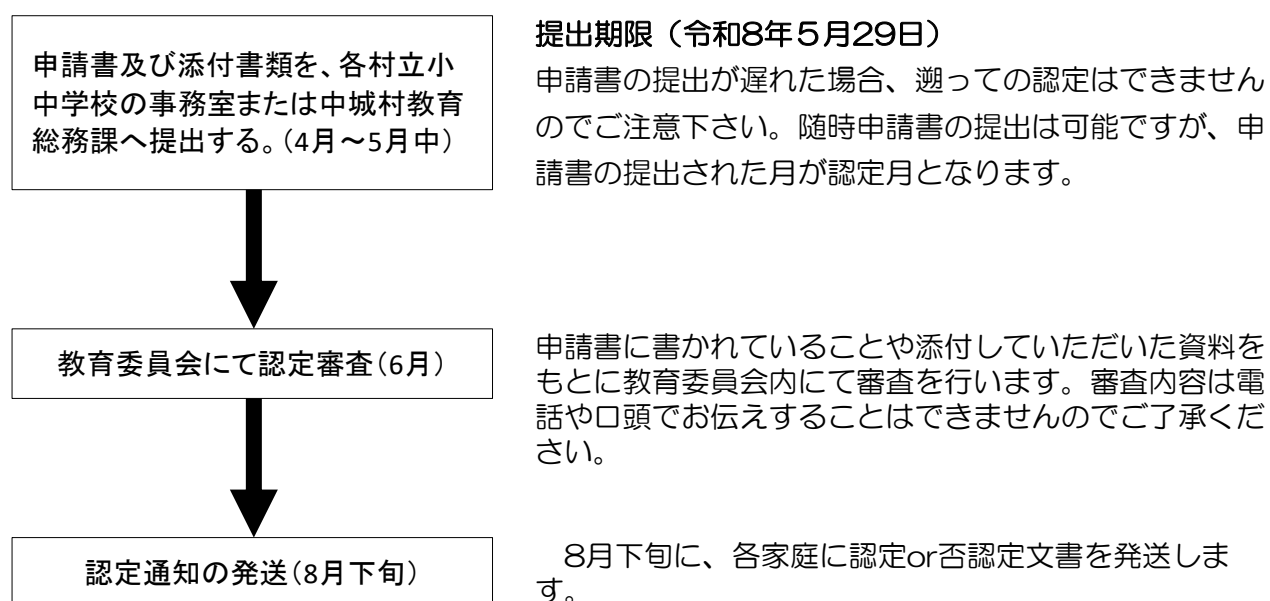 申請書及び添付書類を、各村立小
中学校の事務室または中城村教育
総務課へ提出する。（4月～5月中）
提出期限（令和8年５月29日）
申請書の提出が遅れた場合、遡っての認定はできません
のでご注意下さい。随時申請書の提出は可能ですが、申
請書の提出された月が認定月となります。
教育委員会にて認定審査（6月）
申請書に書かれていることや添付していただいた資料を
もとに教育委員会内にて審査を行います。審査内容は電
話や口頭でお伝えすることはできませんのでご了承くだ
さい。
認定通知の発送（8月下旬）
8月下旬に、各家庭に認定or否認定文書を発送しま
す。